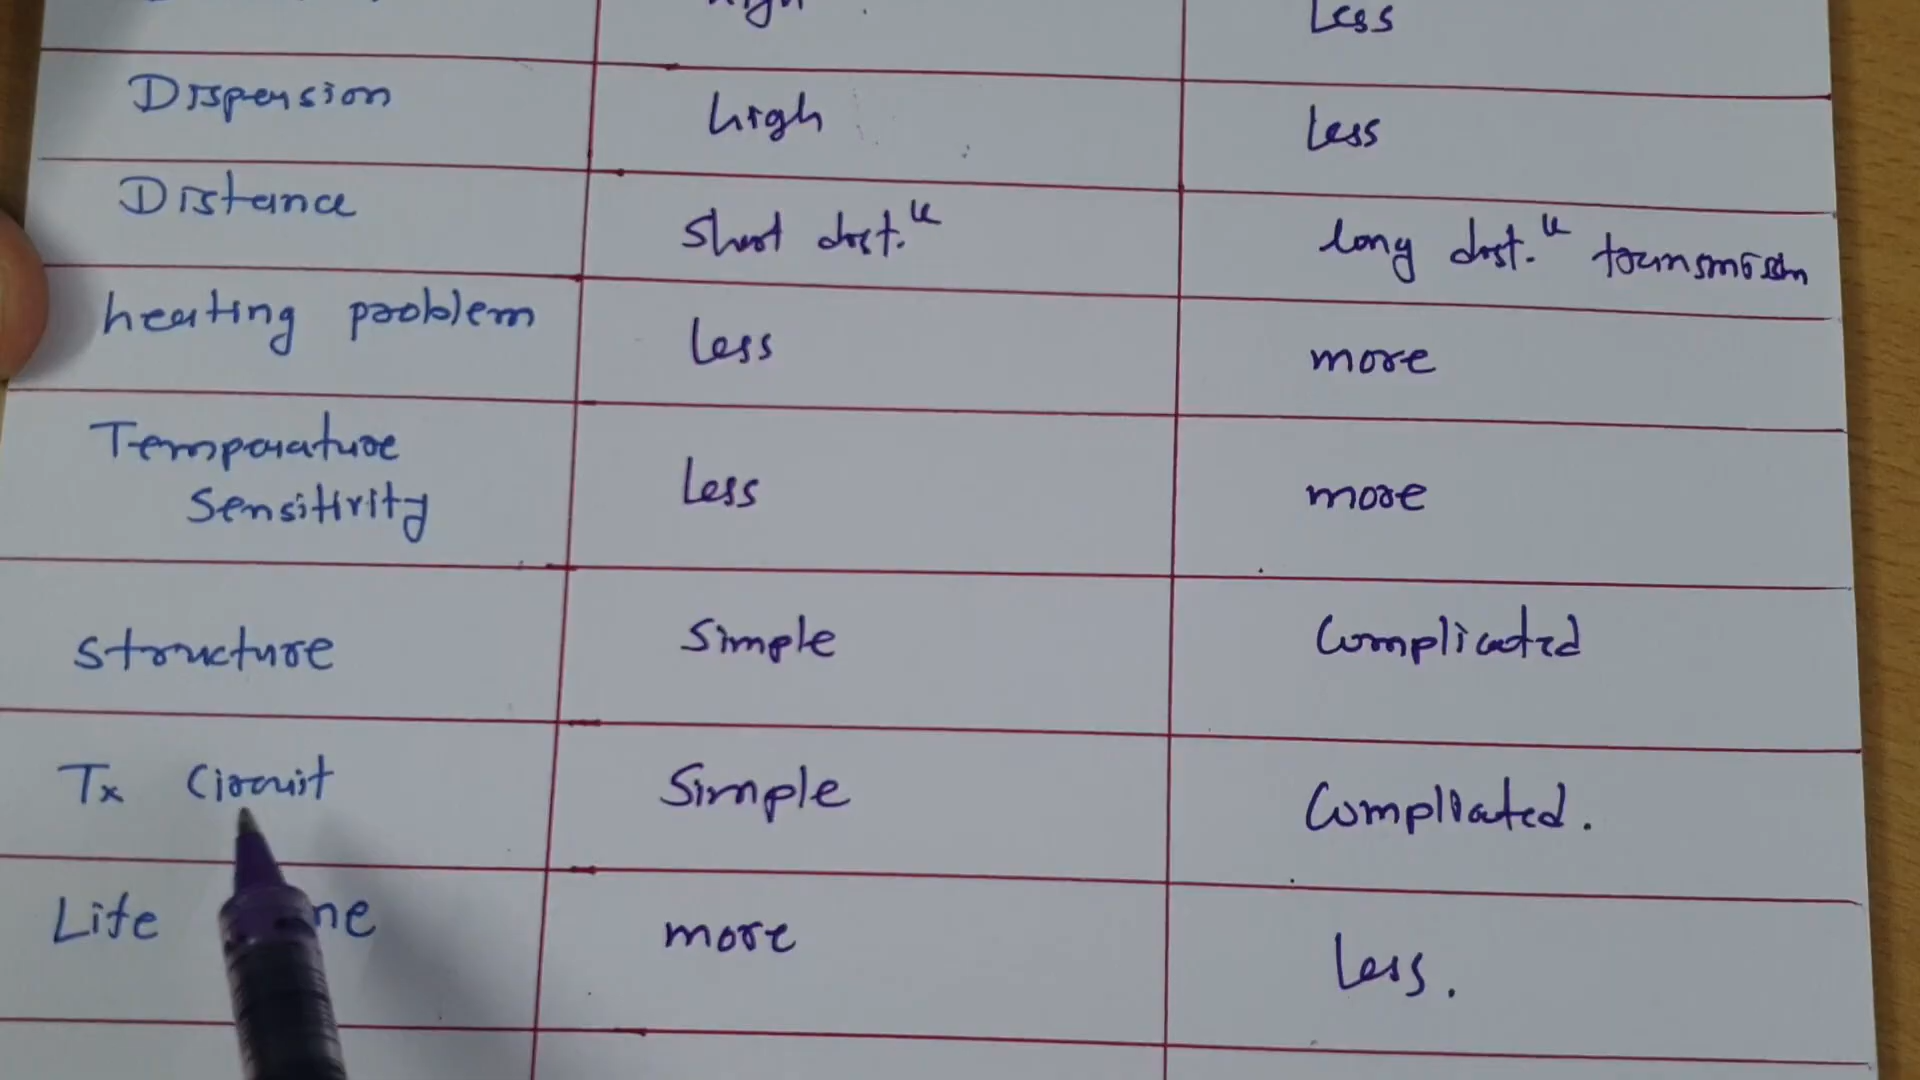 Less
Dispersion high Less
Distance Short dist. long dist. transmission
heating problem Less more
Temperature Less more
Sensitivity
Structure Simple Complicated
Tx Circuit Simple Complicated.
Life more Less.